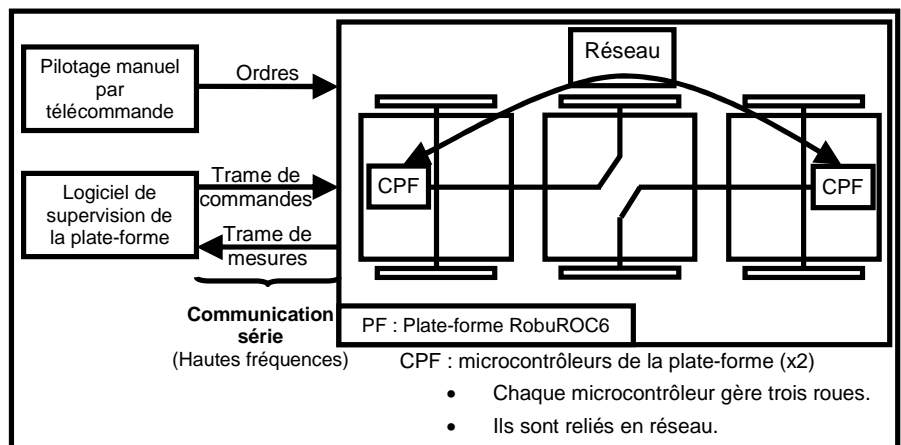 Pilotage manuel
par
télécommande
Ordres
Réseau
Logiciel de
supervision de
la plate-forme
Trame de
commandes
Trame de
mesures
CPF
CPF
Communication
série
(Hautes fréquences)
PF : Plate-forme RobuROC6
CPF : microcontrôleurs de la plate-forme (x2)
• Chaque microcontrôleur gère trois roues.
• Ils sont reliés en réseau.